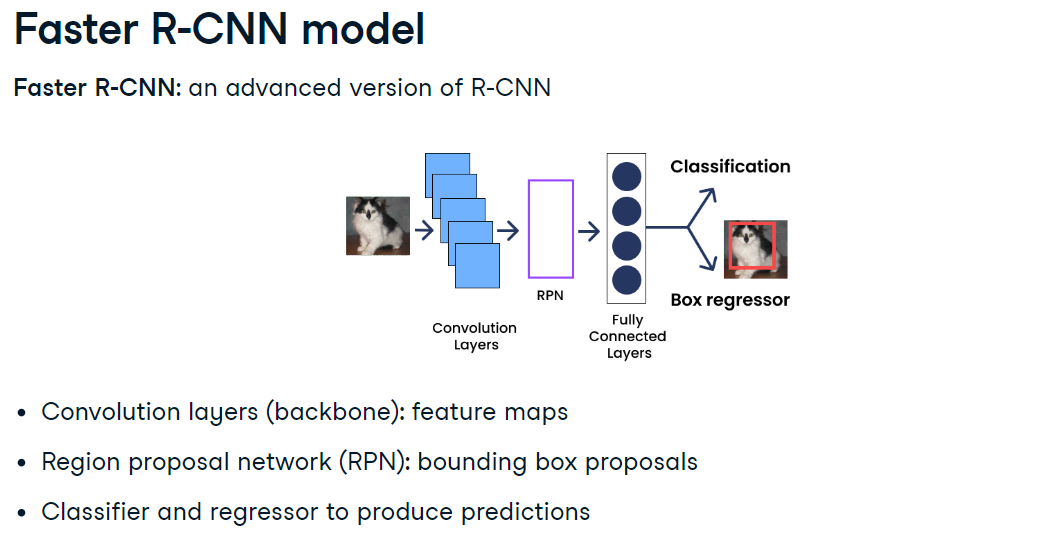 Faster R-CNN model
Faster R-CNN: an advanced version of R-CNN
Classification
RPN
Box regressor
Convolution
Layers
Fully
Connected
Layers
• Convolution layers (backbone): feature maps
• Region proposal network (RPN): bounding box proposals
• Classifier and regressor to produce predictions